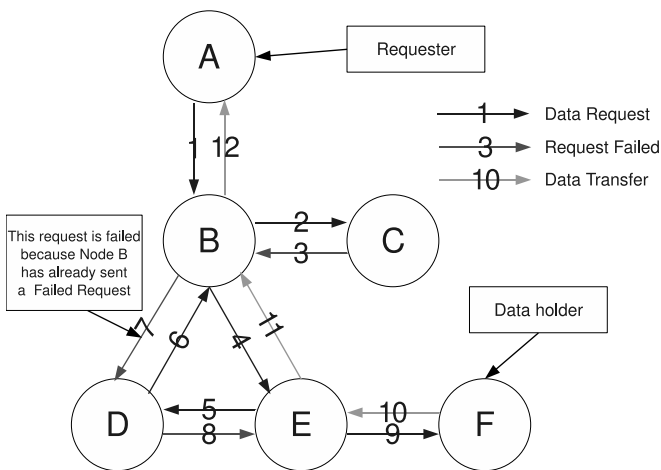 A
Requester
1
Data Request
3
Request Failed
10
Data Transfer
1
12
B
2
3
C
This request is failed
because Node B
has already sent
a Failed Request
7
6
4
11
Data holder
D
5
8
E
10
9
F